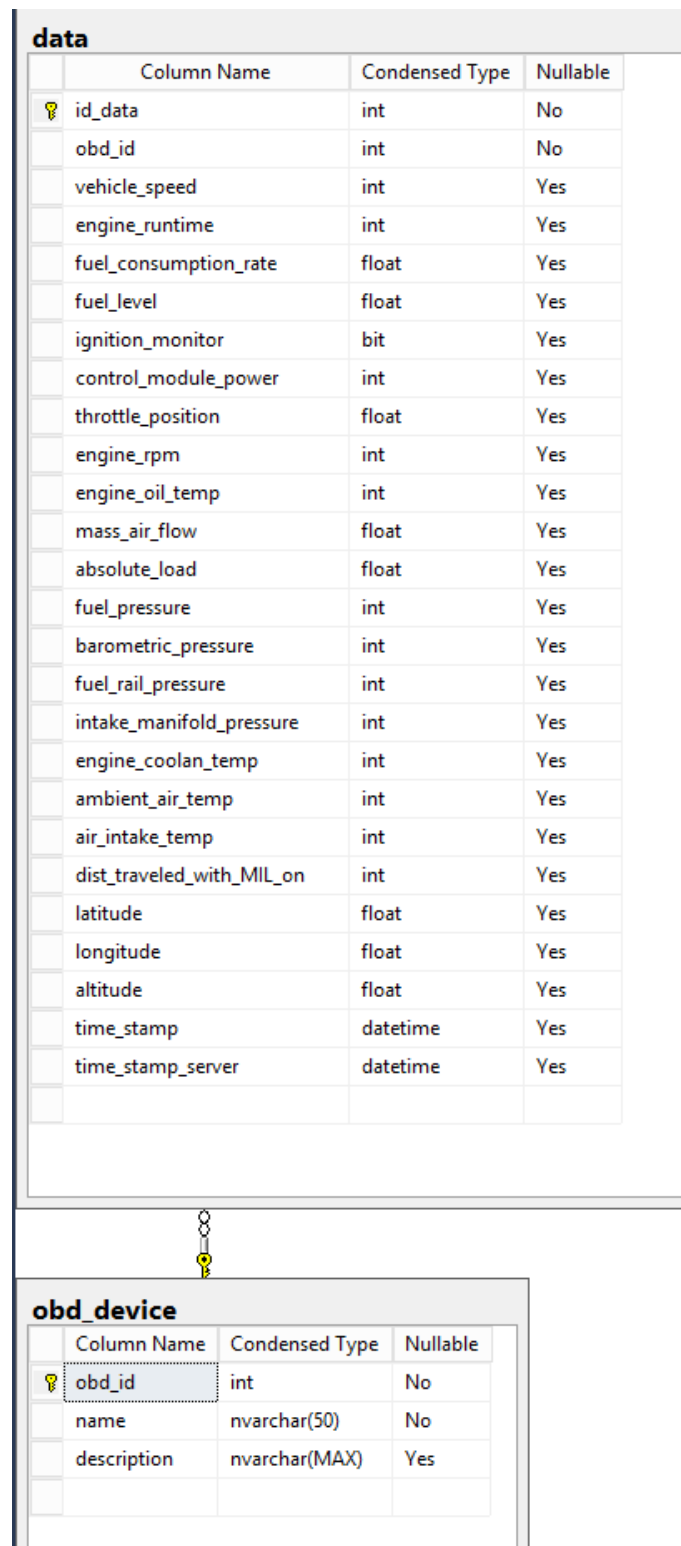 data
Column Name Condensed Type Nullable
id_data int No
obd_id int No
vehicle_speed int Yes
engine_runtime int Yes
fuel_consumption_rate float Yes
fuel_level float Yes
ignition_monitor bit Yes
control_module_power int Yes
throttle_position float Yes
engine_rpm int Yes
engine_oil_temp int Yes
mass_air_flow float Yes
absolute_load float Yes
fuel_pressure int Yes
barometric_pressure int Yes
fuel_rail_pressure int Yes
intake_manifold_pressure int Yes
engine_coolan_temp int Yes
ambient_air_temp int Yes
air_intake_temp int Yes
dist_traveled_with_MIL_on int Yes
latitude float Yes
longitude float Yes
altitude float Yes
time_stamp datetime Yes
time_stamp_server datetime Yes
obd_device
Column Name Condensed Type Nullable
obd_id int No
name nvarchar(50) No
description nvarchar(MAX) Yes